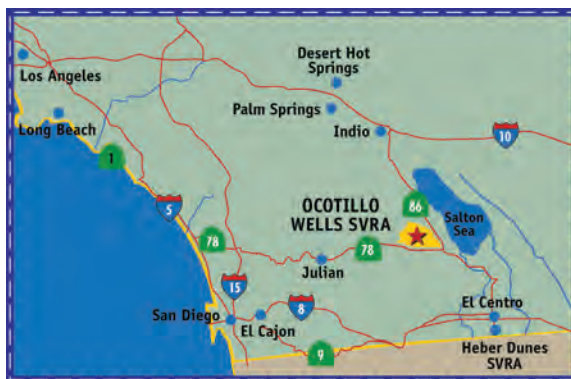 Los Angeles
Desert Hot
Springs
Palm Springs
Long Beach
Indio
10
1
OCOTILLO
WELLS SVRA
86
Salton
Sea
5
78
78
Julian
15
San Diego
El Cajon
8
El Centro
9
Heber Dunes
SVRA